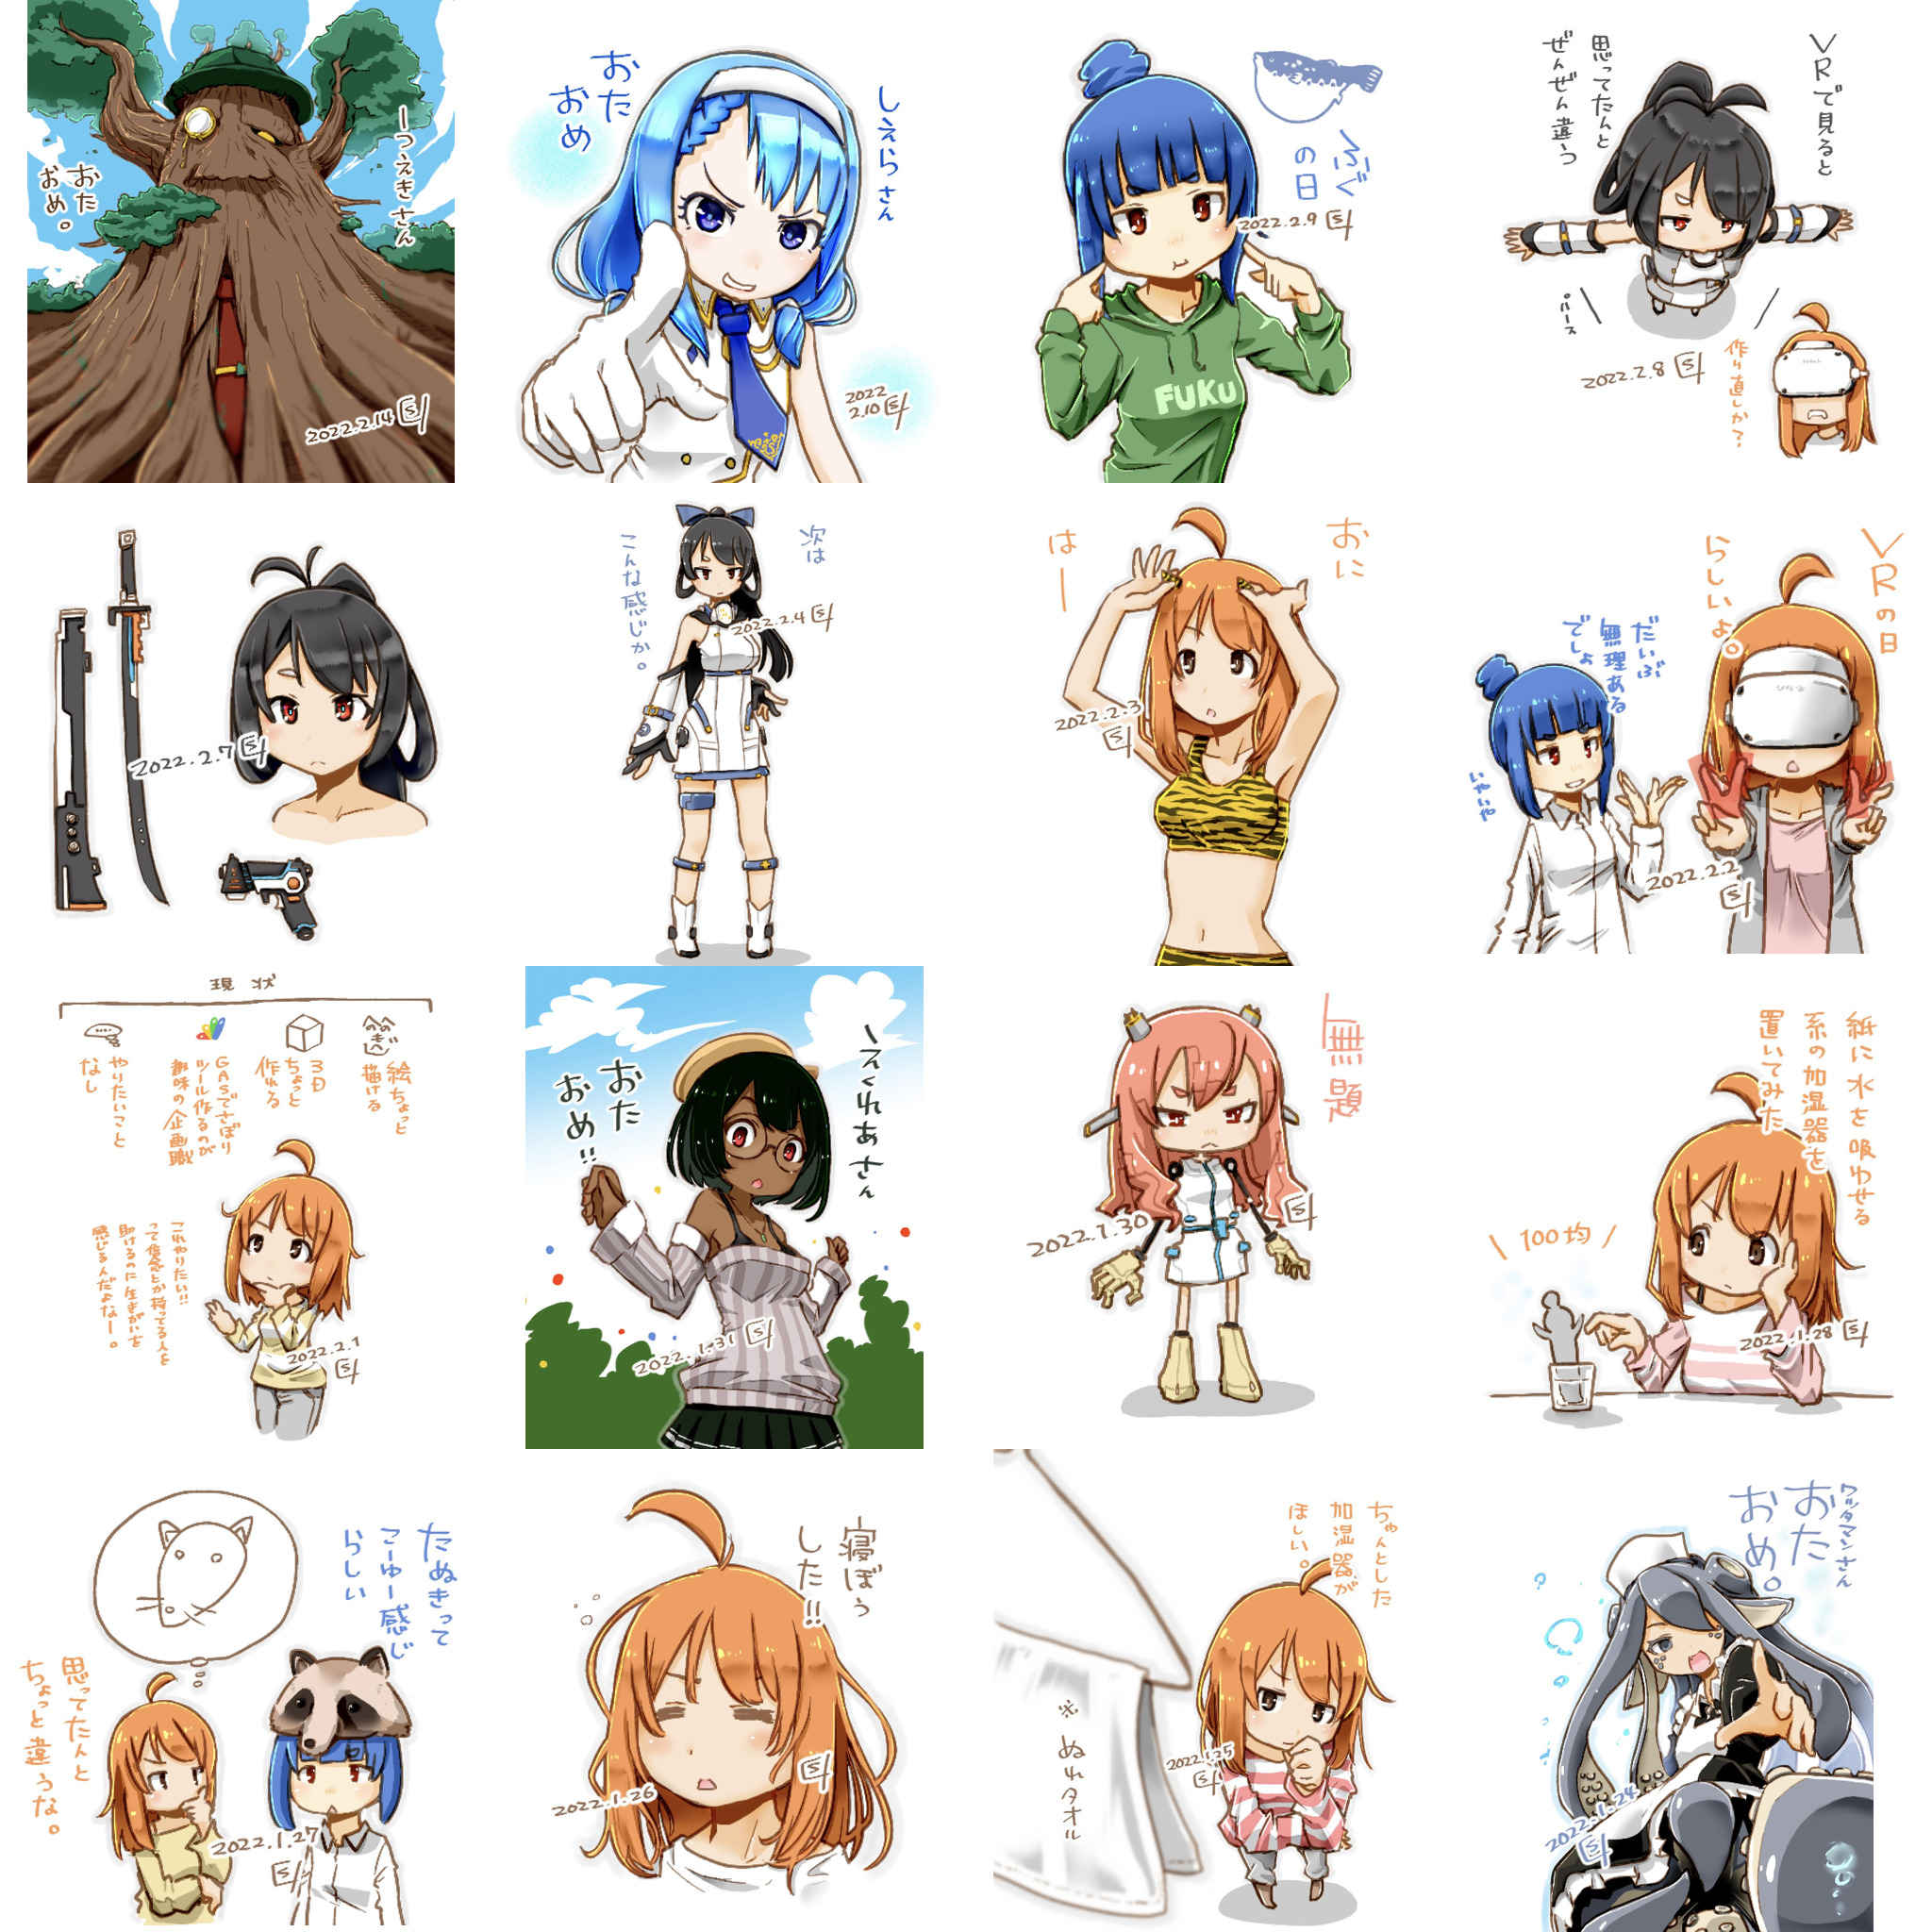 ーつえきさん
おた
おめ。
2022.2.14
しえらさん
おた
おめ
2022
2.10
ふぐ
の日
2022.2.9
FUKU
VRで見ると
思ってたんと
ぜんぜん違う
パース
作り直しか?
2022.2.8
2022.2.7
次は
こんな感じか。
2022.2.4
おに
はー
2022.2.3
VRの日
らしいよ。
だいぶ
無理ある
でしょ
いやいや
2022.2.2
現状
絵ちょっと
描ける
3D
ちょっと
作れる
GASでさぼり
ツール作るのが
趣味の企画職
やりたいこと
なし
これやりたい!!
って信念とか持ってる人と
助けるのに生きがいを
感じるんだよなー。
2022.2.1
ーえくれあさん
おた
おめ!!
2022.1.31
無題
2022.1.30
紙に水を吸わせる
系の加湿器を
置いてみた
100均
2022.1.28
たぬきって
こーゆー感じ
らしい
思ってたんと
ちょっと違うな。
2022.1.27
寝ぼう
した!!
2022.1.26
ちゃんとした
加湿器が
ほしい。
※ぬれタオル
2022.1.25
ワッタマンさん
おた
おめ。
2022.1.24